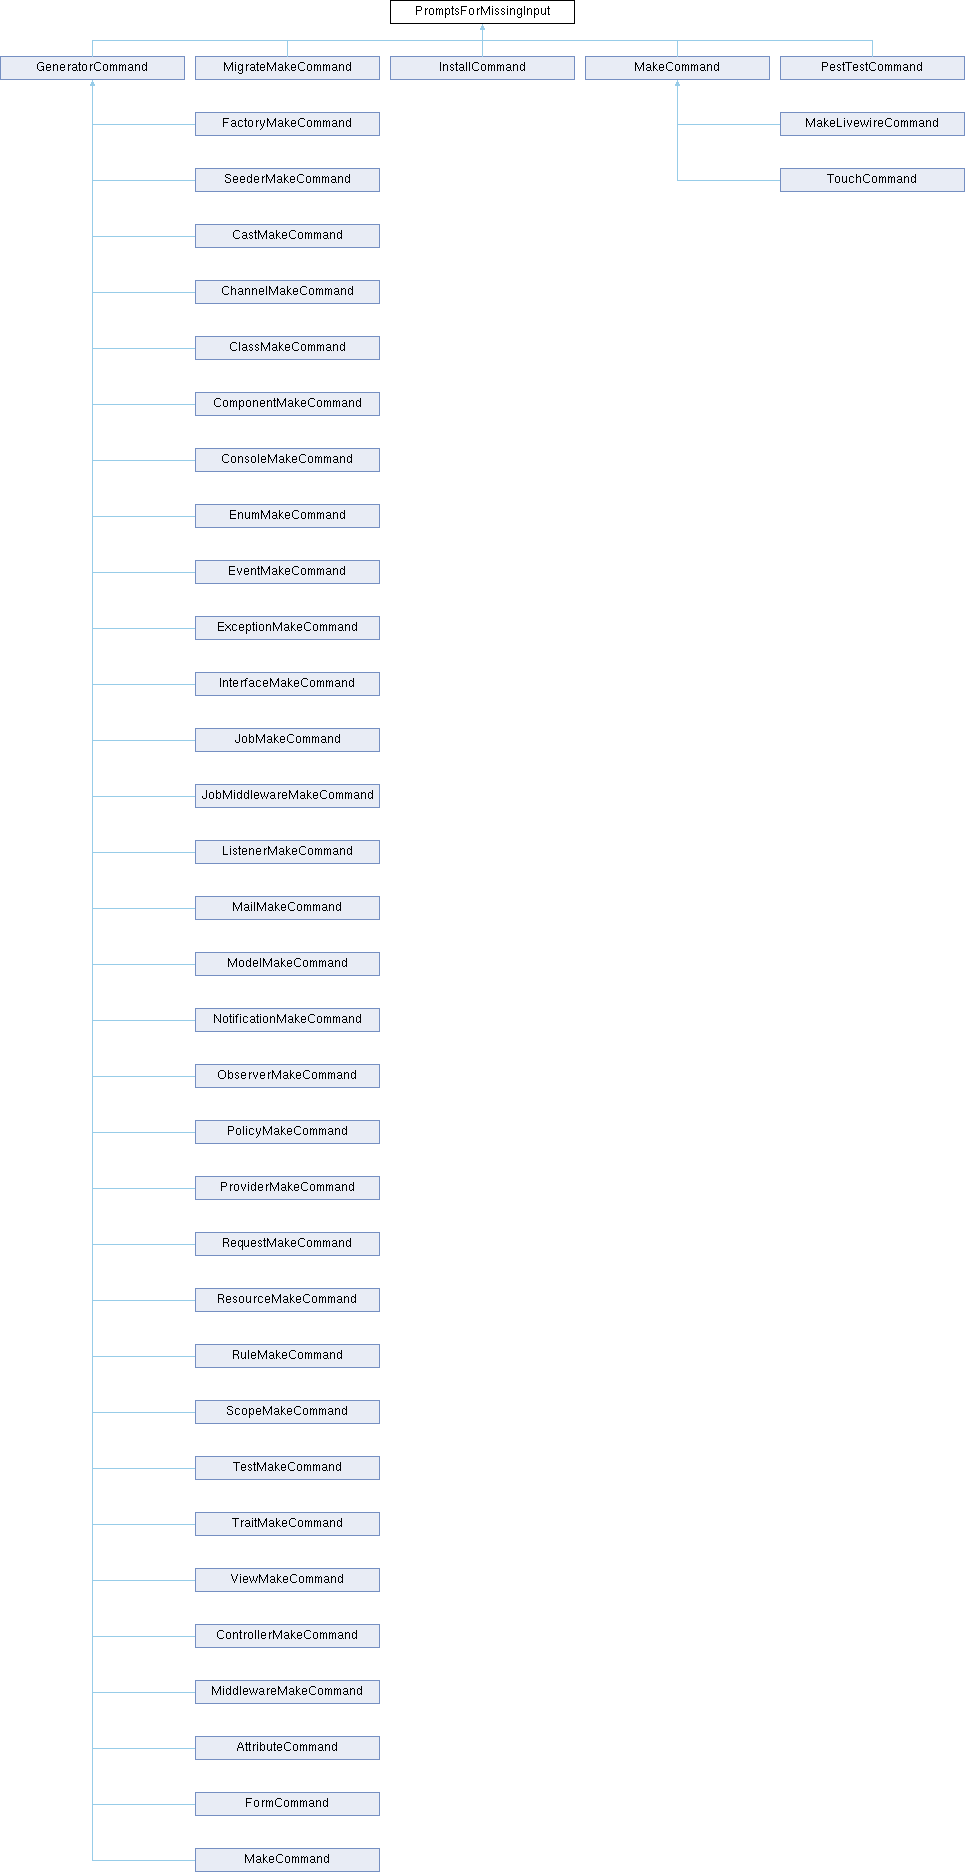 PromptsForMissingInput
GeneratorCommand
MigrateMakeCommand
InstallCommand
MakeCommand
PestTestCommand
FactoryMakeCommand
MakeLivewireCommand
SeederMakeCommand
TouchCommand
CastMakeCommand
ChannelMakeCommand
ClassMakeCommand
ComponentMakeCommand
ConsoleMakeCommand
EnumMakeCommand
EventMakeCommand
ExceptionMakeCommand
InterfaceMakeCommand
JobMakeCommand
JobMiddlewareMakeCommand
ListenerMakeCommand
MailMakeCommand
ModelMakeCommand
NotificationMakeCommand
ObserverMakeCommand
PolicyMakeCommand
ProviderMakeCommand
RequestMakeCommand
ResourceMakeCommand
RuleMakeCommand
ScopeMakeCommand
TestMakeCommand
TraitMakeCommand
ViewMakeCommand
ControllerMakeCommand
MiddlewareMakeCommand
AttributeCommand
FormCommand
MakeCommand